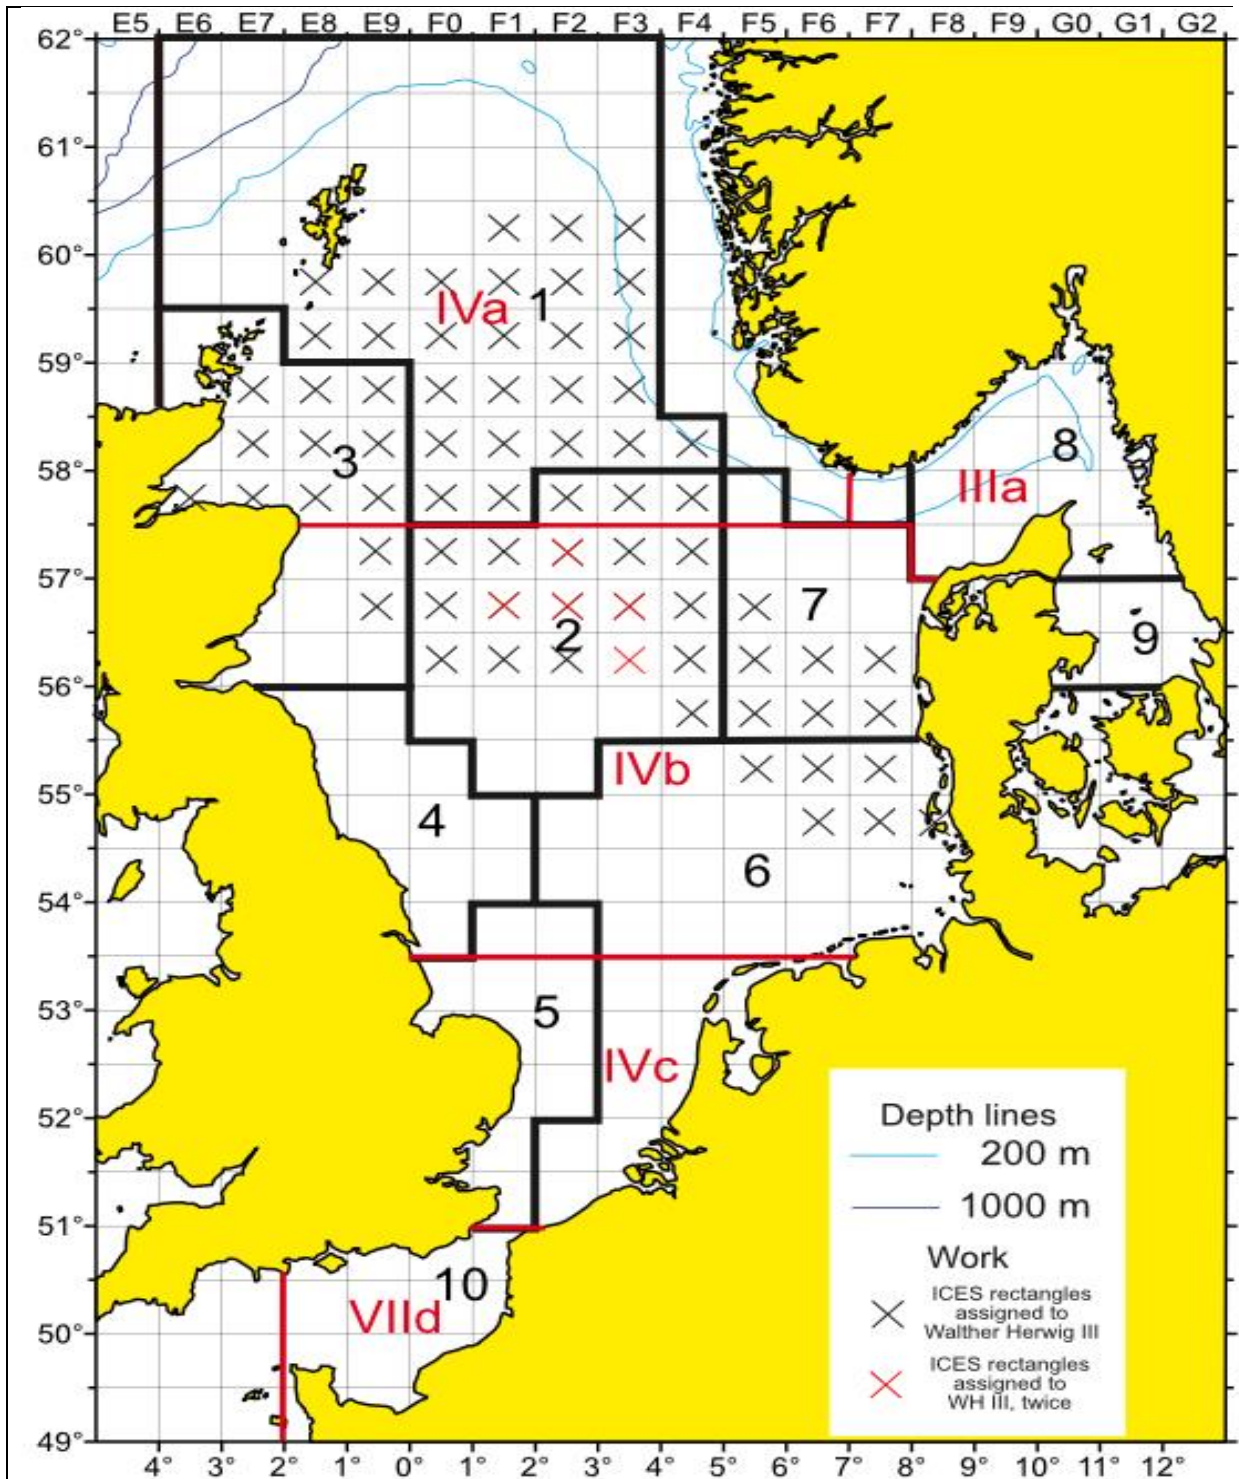 E5 E6 E7 E8 E9 F0 F1 F2 F3 F4 F5 F6 F7 F8 F9 G0 G1 G2
62°
61°
60°
IVa 1
59°
8
3
58°
IIIa
57°
7
2
9
56°
IVb
55°
4
6
54°
5
53°
IVc
52°
Depth lines
200 m
51°
1000 m
Work
10
ICES rectangles
assigned to
Walther Herwig III
VIId
50°
ICES rectangles
assigned to
WH III, twice
49°
4° 3° 2° 1° 0° 1° 2° 3° 4° 5° 6° 7° 8° 9° 10° 11° 12°